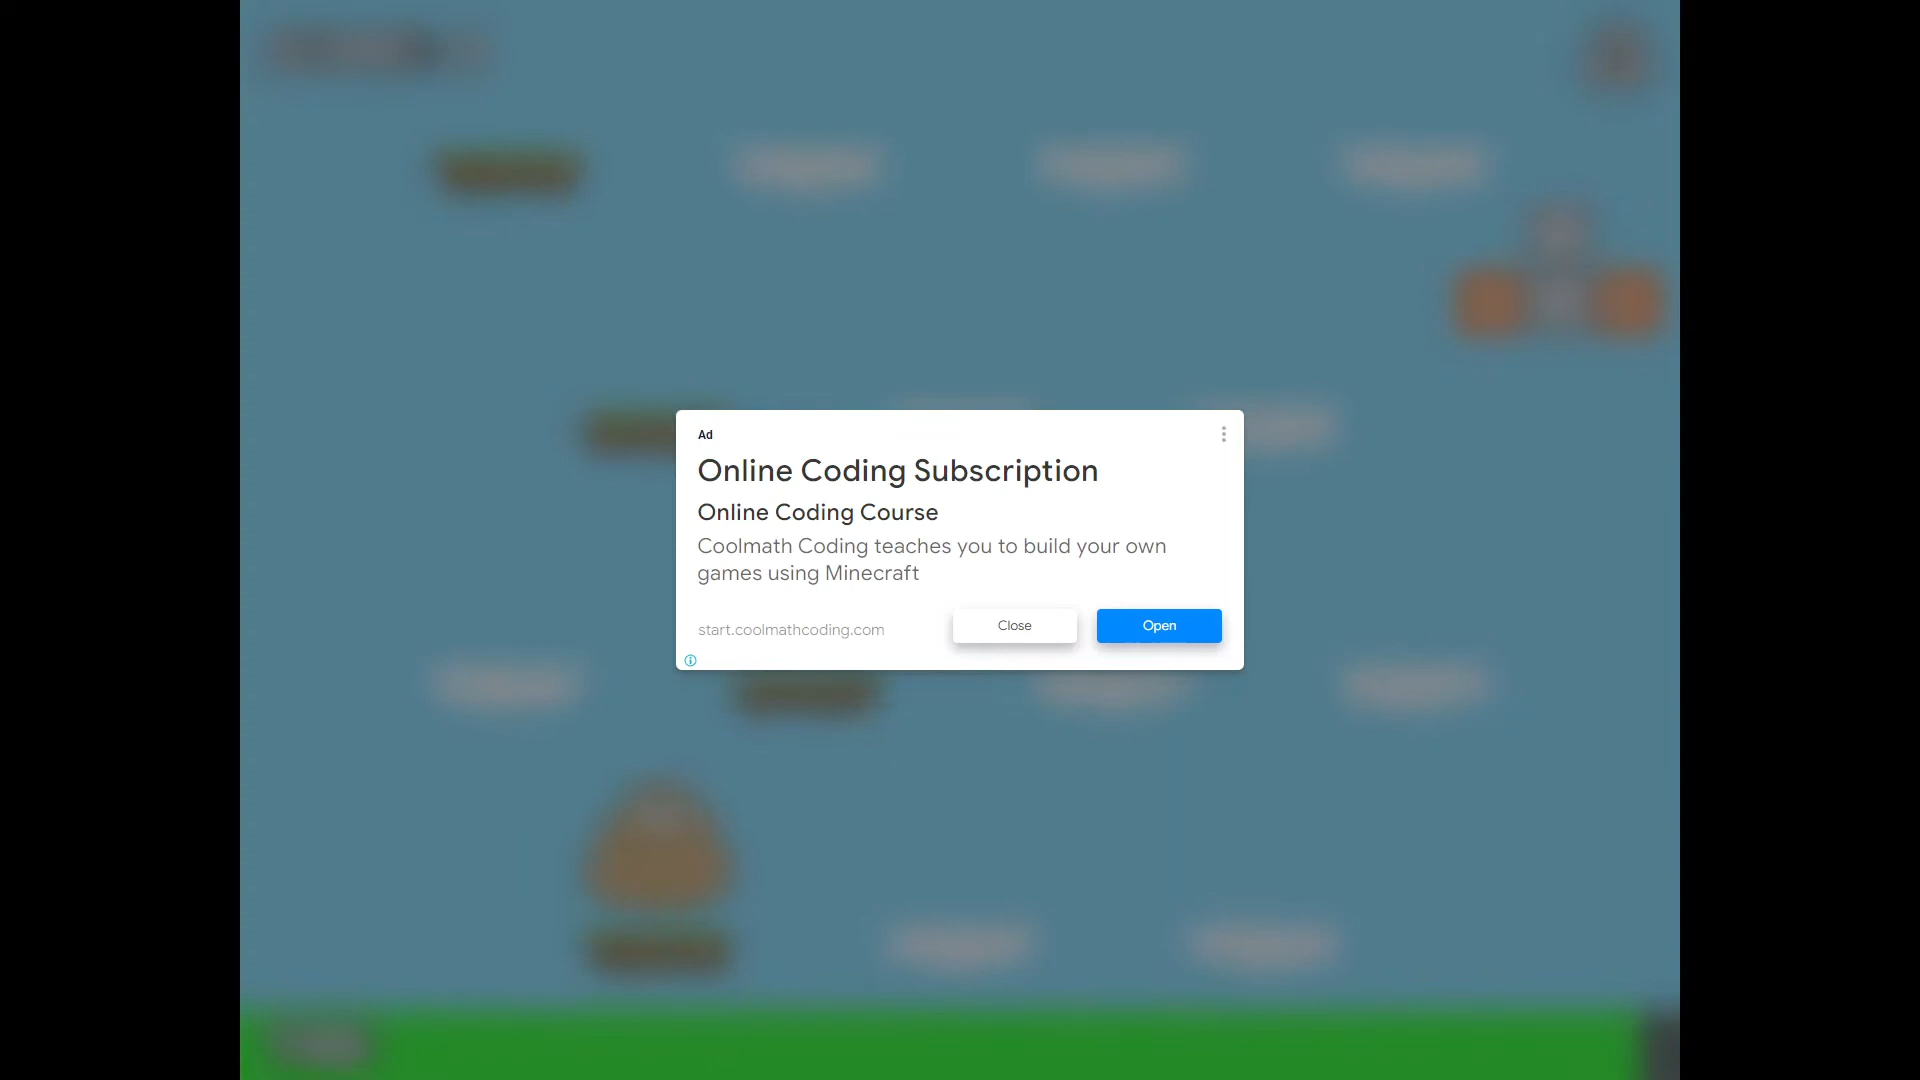 Ad
Online Coding Subscription
Online Coding Course
Coolmath Coding teaches you to build your own
games using Minecraft
start.coolmathcoding.com
Close
Open